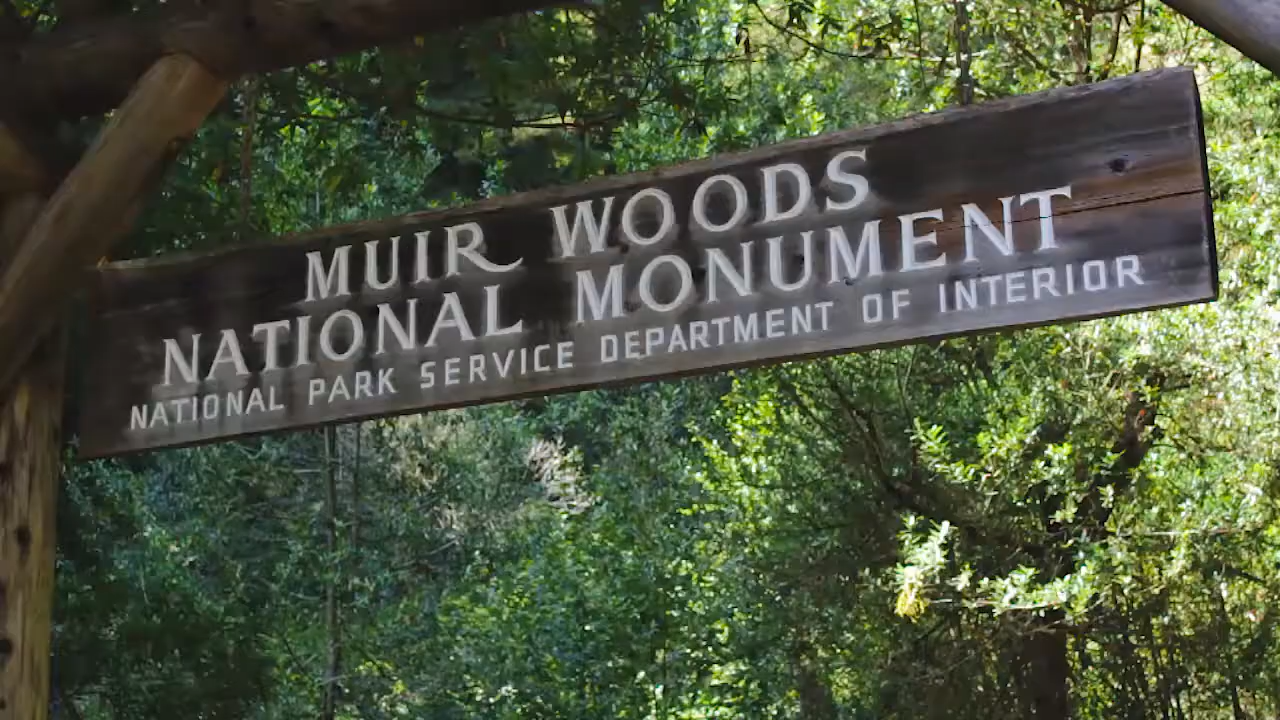 MUIR WOODS
NATIONAL MONUMENT
NATIONAL PARK SERVICE DEPARTMENT OF INTERIOR